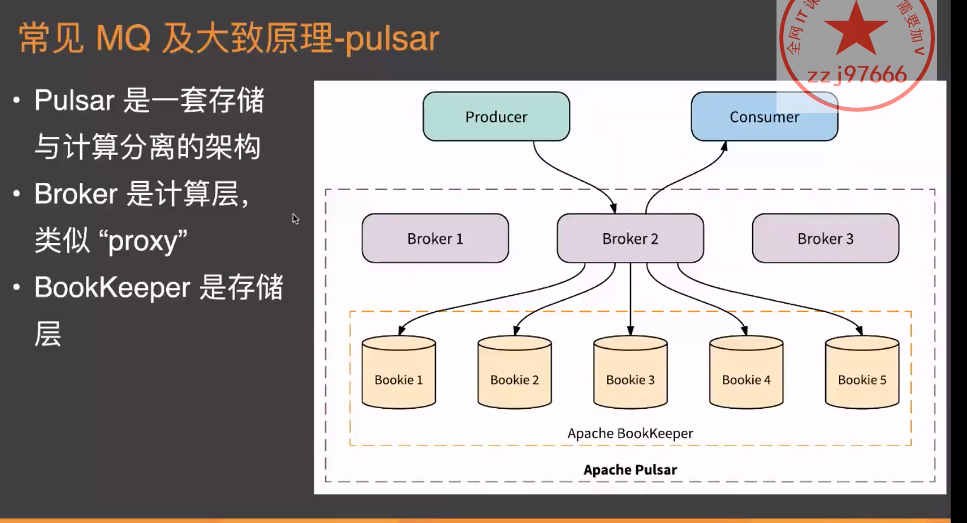 常见 MQ 及大致原理-pulsar
全网IT课
需要加V
zzj97666
• Pulsar 是一套存储
与计算分离的架构
• Broker 是计算层，
类似 “proxy”
• BookKeeper 是存储
层
Producer
Consumer
Broker 1
Broker 2
Broker 3
Bookie 1
Bookie 2
Bookie 3
Bookie 4
Bookie 5
Apache BookKeeper
Apache Pulsar